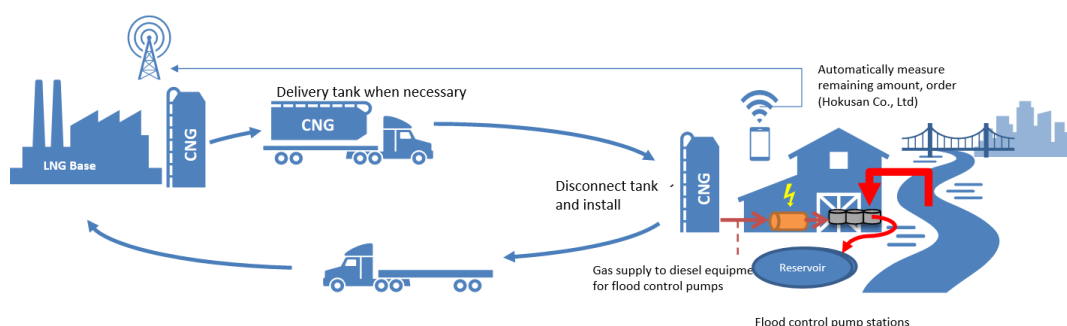 LNG Base
CNG
Delivery tank when necessary
CNG
Automatically measure
remaining amount, order
(Hokusan Co., Ltd)
Disconnect tank
and install
CNG
Gas supply to diesel equipme
for flood control pumps
Reservoir
Flood control pump stations